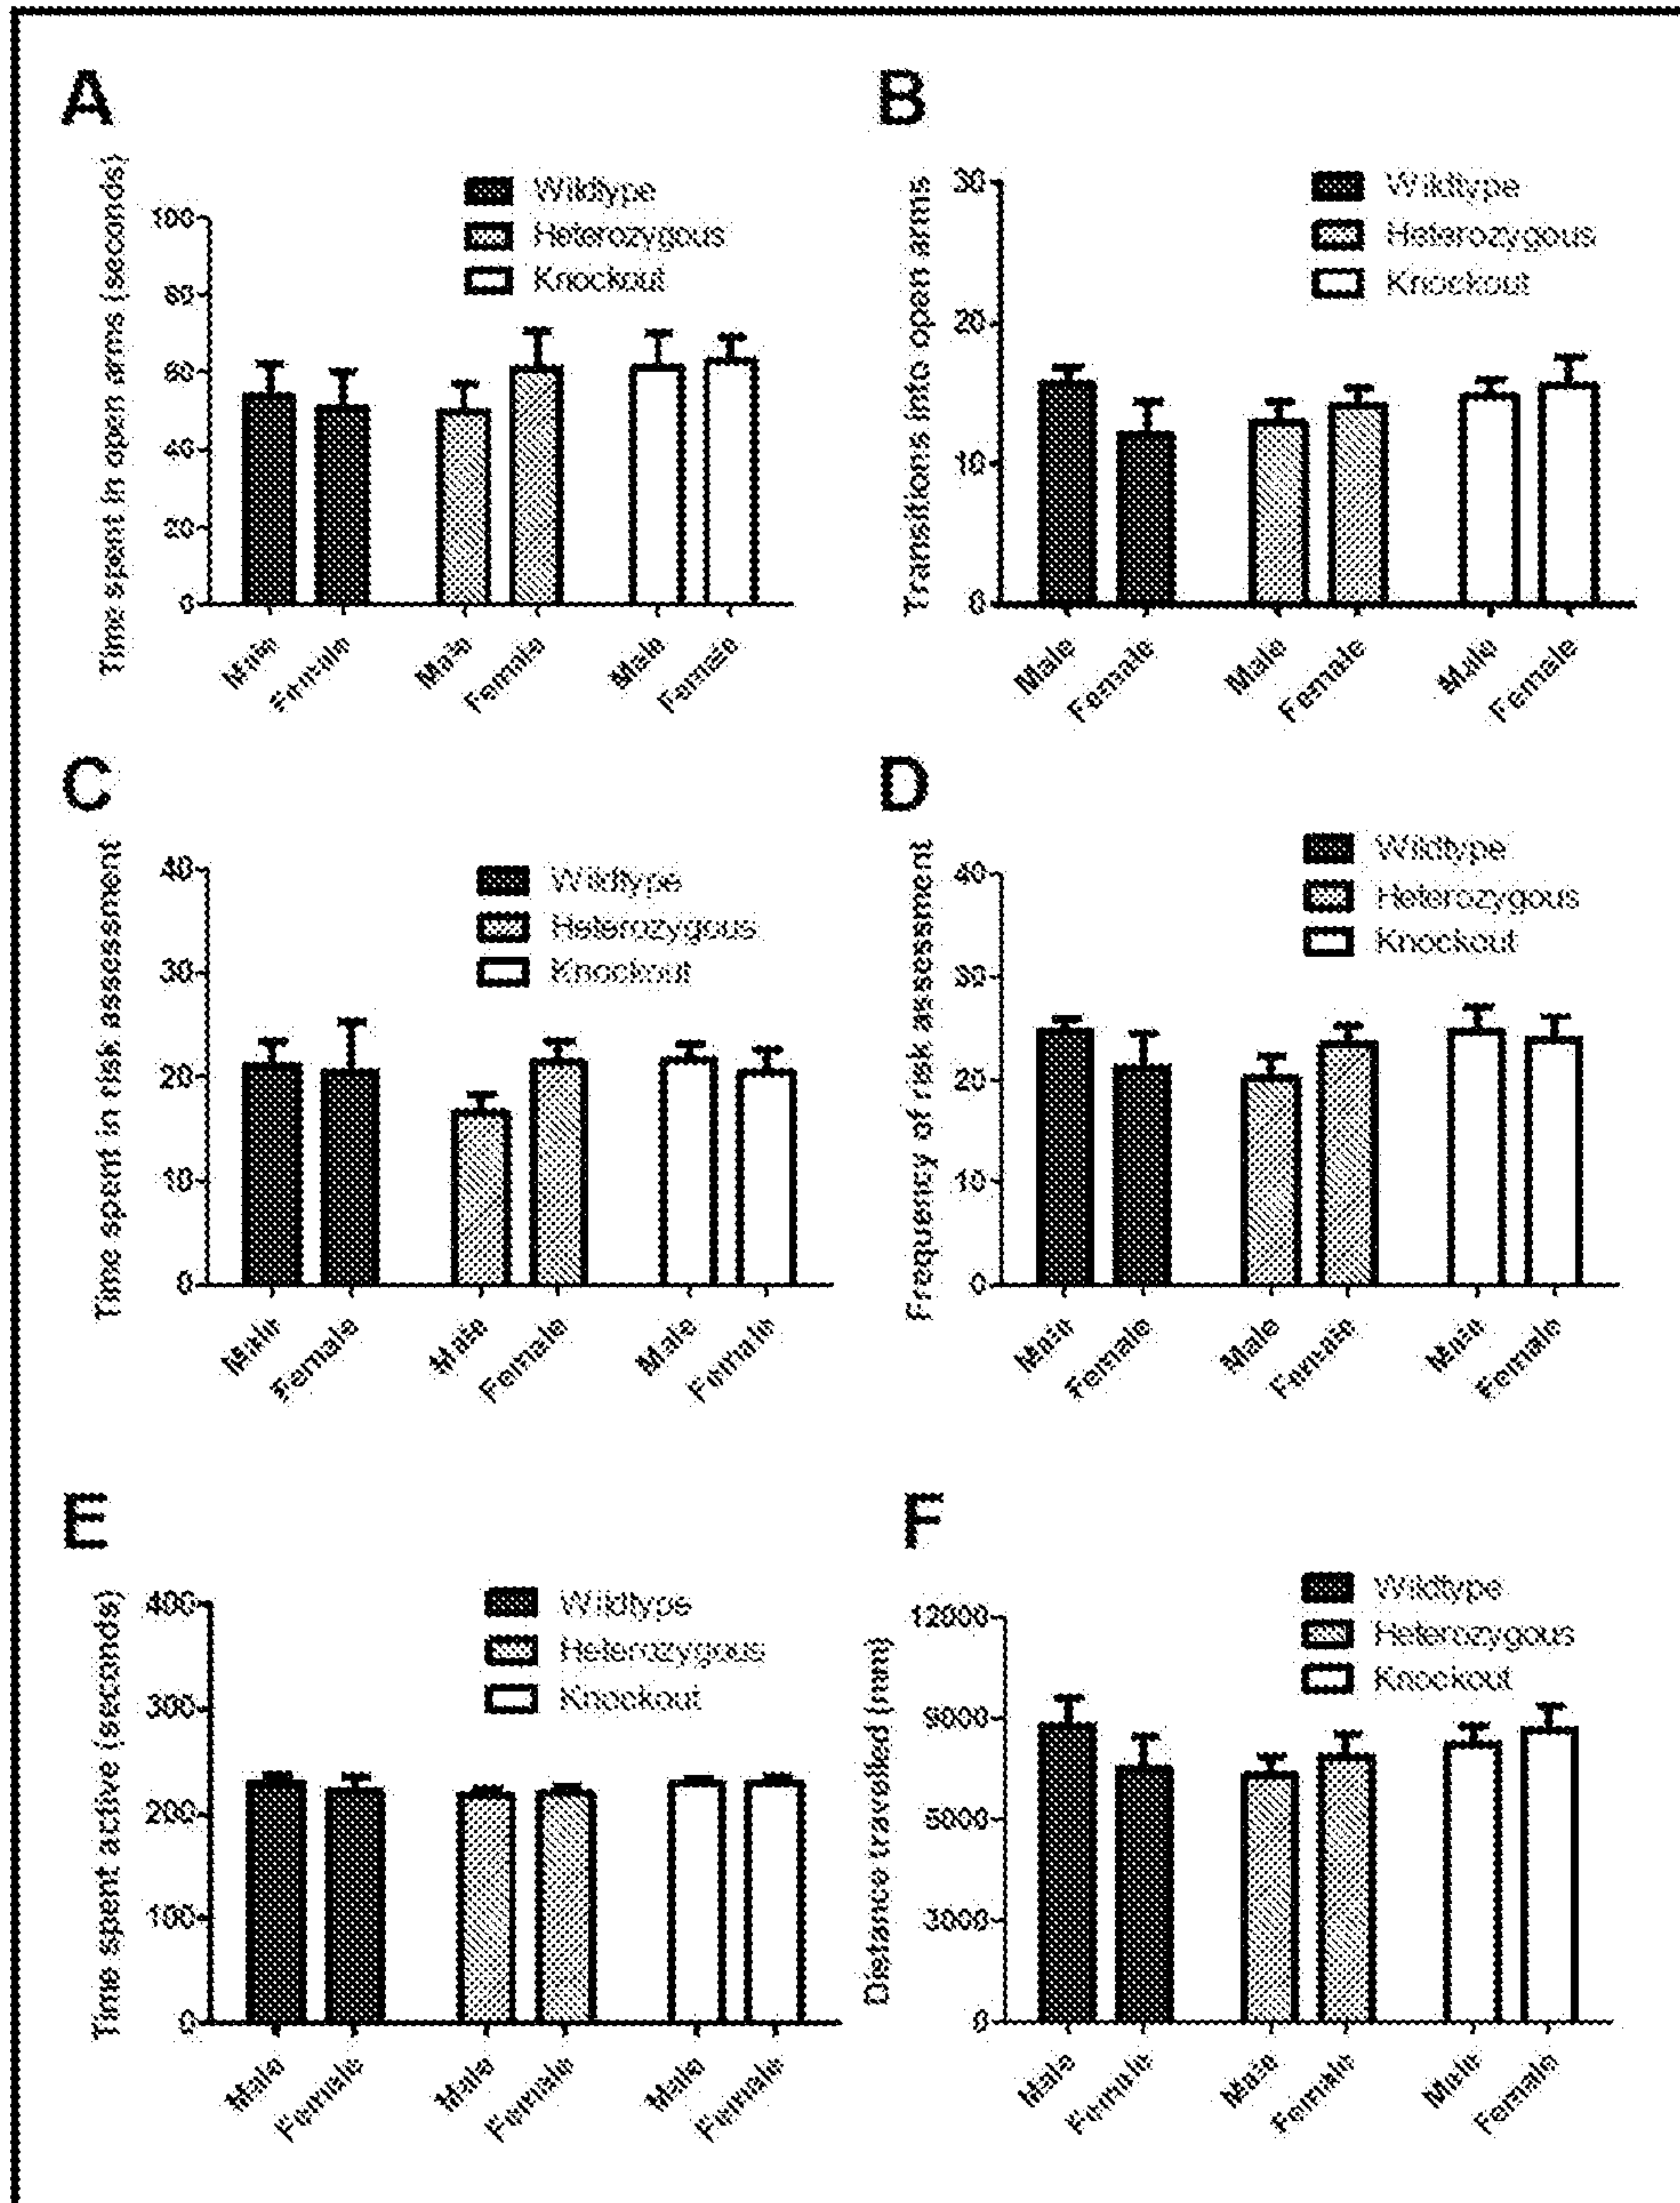 A
Time spent in open arms (seconds)
100
80
60
40
20
0
Wildtype
Heterozygous
Knockout
Male
Female
Male
Female
Male
Female
B
Transitions into open arms
30
20
10
0
Wildtype
Heterozygous
Knockout
Male
Female
Male
Female
Male
Female
C
Time spent in risk assessment
40
30
20
10
0
Wildtype
Heterozygous
Knockout
Male
Female
Male
Female
Male
Female
D
Frequency of risk assessment
40
30
20
10
0
Wildtype
Heterozygous
Knockout
Male
Female
Male
Female
Male
Female
E
Time spent active (seconds)
400
300
200
100
0
Wildtype
Heterozygous
Knockout
Male
Female
Male
Female
Male
Female
F
Distance travelled (mm)
12000
9000
6000
3000
0
Wildtype
Heterozygous
Knockout
Male
Female
Male
Female
Male
Female